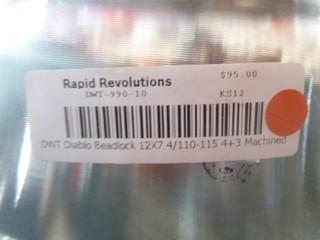 Rapid Revolutions $95.00
DWT-990-10 KS12
DWT Diablo Beadlock 12X7 4/110-115 4+3 Machined